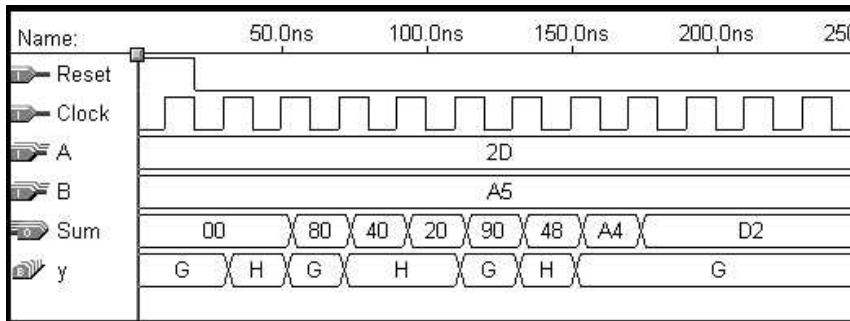 Name: 50.0ns 100.0ns 150.0ns 200.0ns 250
Reset
Clock
A 2D
B A5
Sum 00 80 40 20 90 48 A4 D2
y G H G H G H G